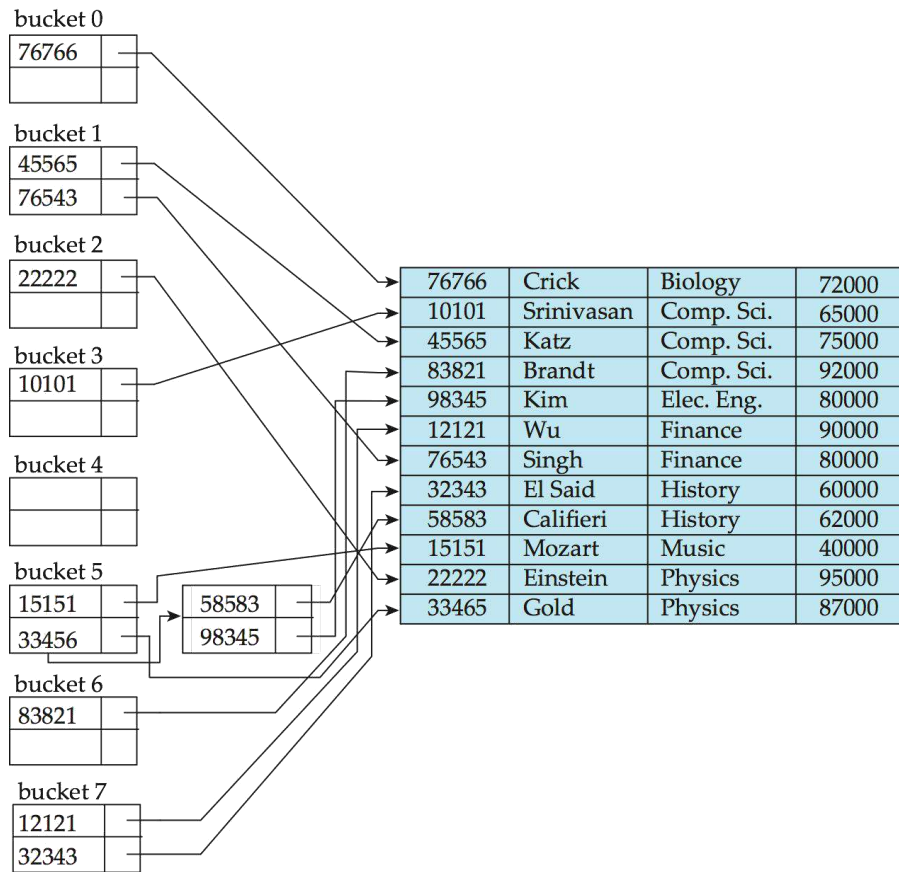 bucket 0
76766
bucket 1
45565
76543
bucket 2
22222
bucket 3
10101
bucket 4
bucket 5
15151
33456
58583
98345
bucket 6
83821
bucket 7
12121
32343
76766 Crick Biology 72000
10101 Srinivasan Comp. Sci. 65000
45565 Katz Comp. Sci. 75000
83821 Brandt Comp. Sci. 92000
98345 Kim Elec. Eng. 80000
12121 Wu Finance 90000
76543 Singh Finance 80000
32343 El Said History 60000
58583 Califieri History 62000
15151 Mozart Music 40000
22222 Einstein Physics 95000
33465 Gold Physics 87000